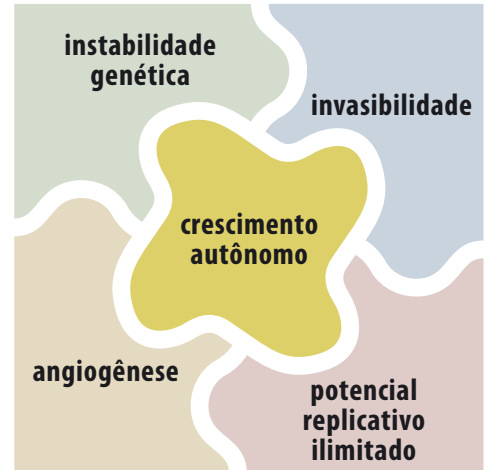 instabilidade
genética
invasibilidade
crescimento
autônomo
angiogênese
potencial
replicativo
ilimitado